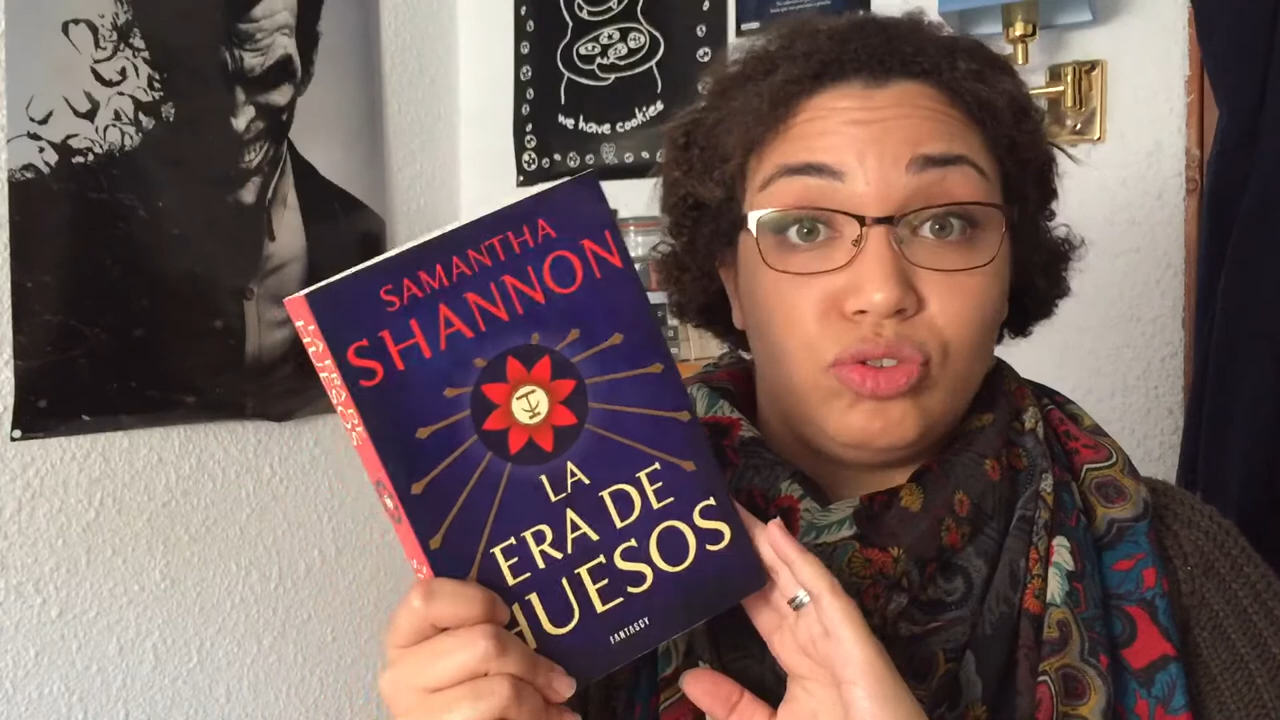 we have cookies
SAMANTHA
SHANNON
LA
ERA DE
HUESOS
FANTASCY